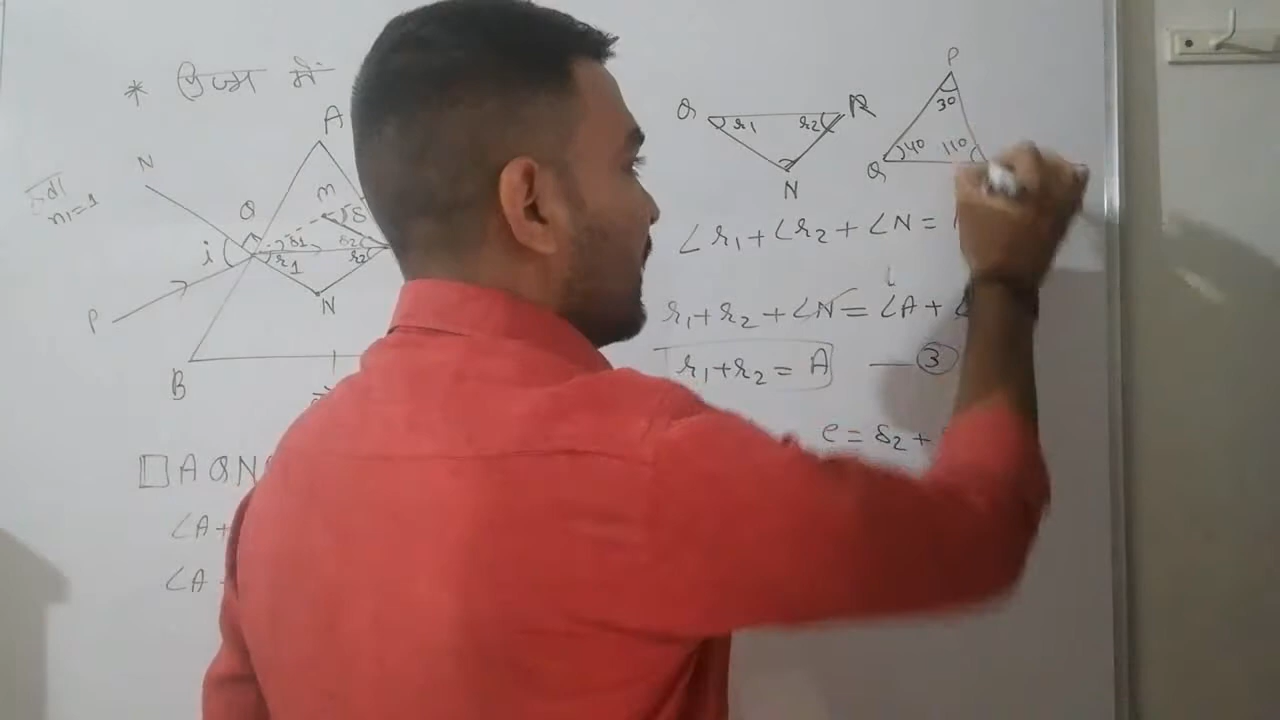 * प्रिज्म में
A
N
हवा
n₁=1
Q
m
δ
i
δ1
δ2
r1
r2
P
N
B
□ A Q N
∠A+
∠A
Q
r1
r2
R
N
P
30
40
110
Q
∠r₁+∠r₂+∠N=
r₁+r₂+∠N=∠A+
r₁+r₂=A — ③
e=δ₂+